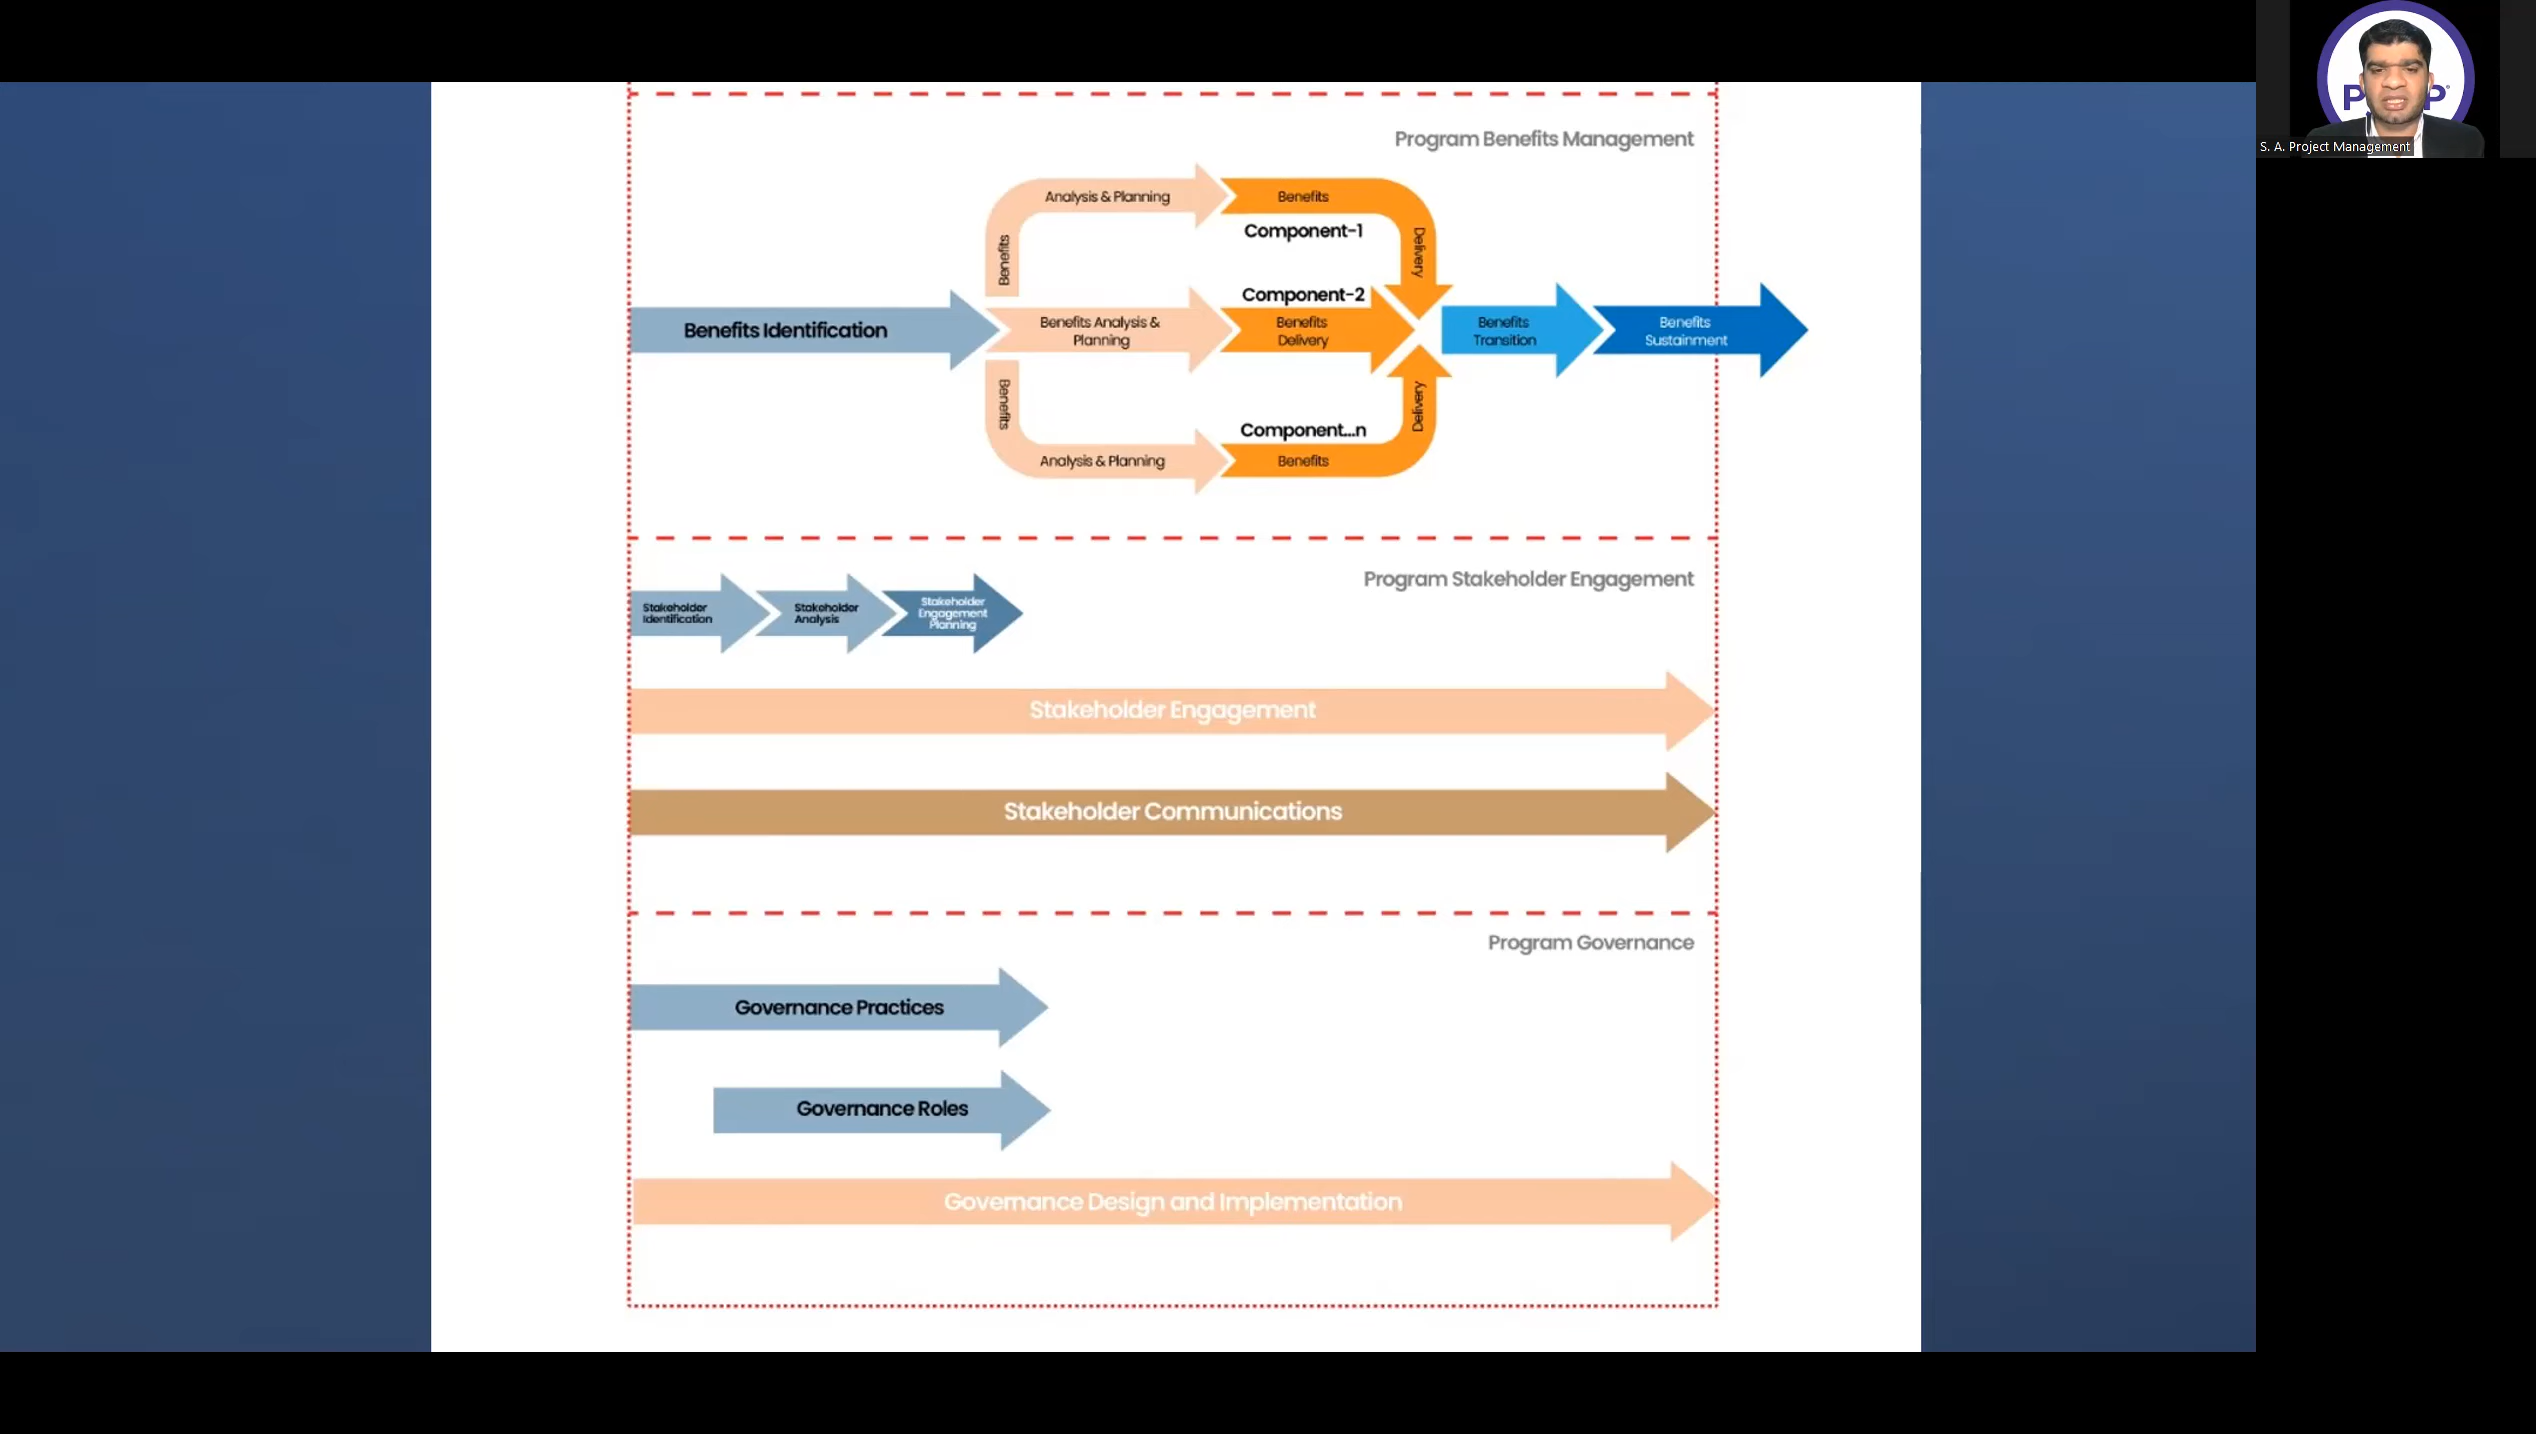 Program Benefits Management
Analysis & Planning
Benefits
Component-1
Benefits
Delivery
Component-2
Benefits Identification
Benefits Analysis &
Planning
Benefits
Delivery
Benefits
Transition
Benefits
Sustainment
Benefits
Delivery
Component...n
Analysis & Planning
Benefits
Program Stakeholder Engagement
Stakeholder
Identification
Stakeholder
Analysis
Stakeholder
Engagement
Planning
Stakeholder Engagement
Stakeholder Communications
Program Governance
Governance Practices
Governance Roles
Governance Design and Implementation
S. A. Project Management